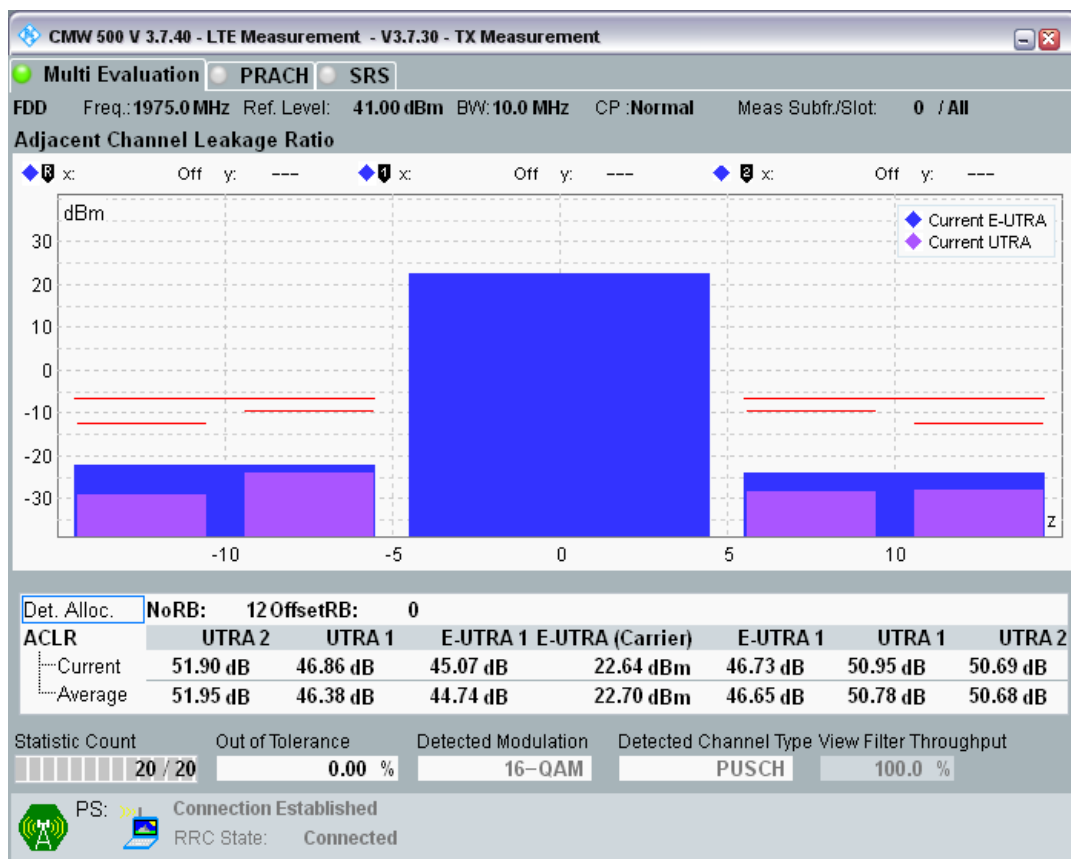 CMW 500 V 3.7.40 - LTE Measurement - V3.7.30 - TX Measurement
Multi Evaluation PRACH SRS
FDD Freq.: 1975.0 MHz Ref. Level: 41.00 dBm BW: 10.0 MHz CP :Normal Meas Subfr./Slot: 0 / All
Adjacent Channel Leakage Ratio
R x: Off y: --- 1 x: Off y: --- 2 x: Off y: ---
dBm
Current E-UTRA
Current UTRA
30
20
10
0
-10
-20
-30
z
-10 -5 0 5 10
Det. Alloc. NoRB: 12 OffsetRB: 0
ACLR UTRA 2 UTRA 1 E-UTRA 1 E-UTRA (Carrier) E-UTRA 1 UTRA 1 UTRA 2
Current 51.90 dB 46.86 dB 45.07 dB 22.64 dBm 46.73 dB 50.95 dB 50.69 dB
Average 51.95 dB 46.38 dB 44.74 dB 22.70 dBm 46.65 dB 50.78 dB 50.68 dB
Statistic Count Out of Tolerance Detected Modulation Detected Channel Type View Filter Throughput
20 / 20 0.00 % 16-QAM PUSCH 100.0 %
PS: Connection Established
RRC State: Connected